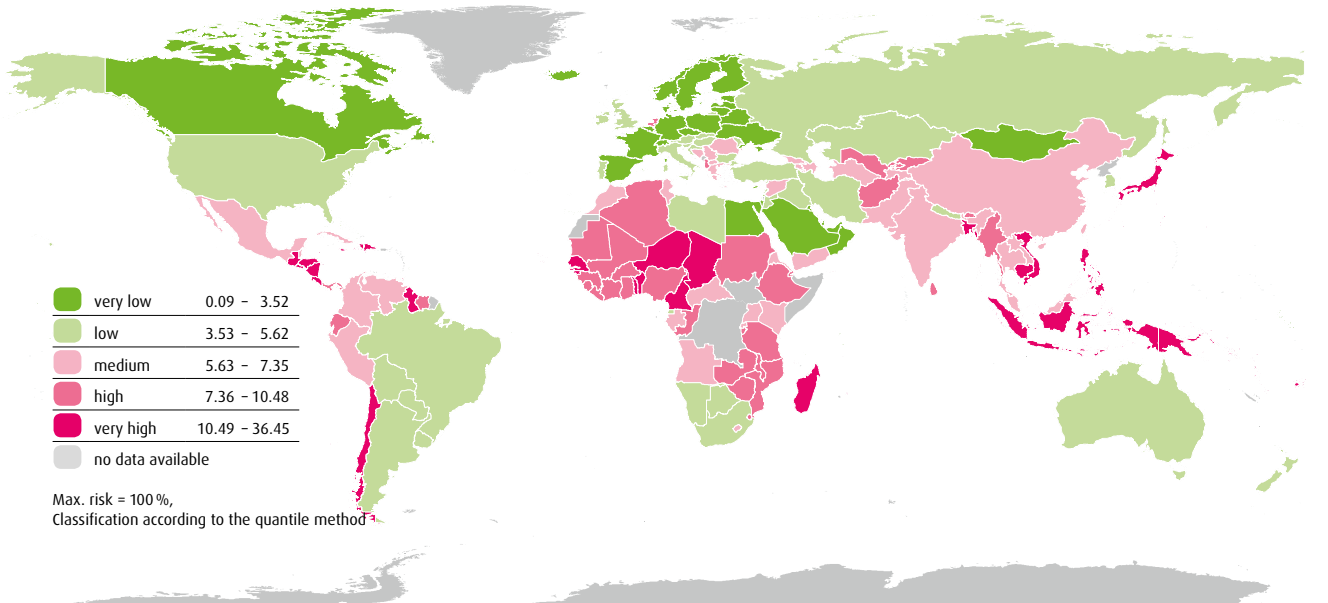 very low 0.09 – 3.52
low 3.53 – 5.62
medium 5.63 – 7.35
high 7.36 – 10.48
very high 10.49 – 36.45
no data available
Max. risk = 100 %,
Classification according to the quantile method